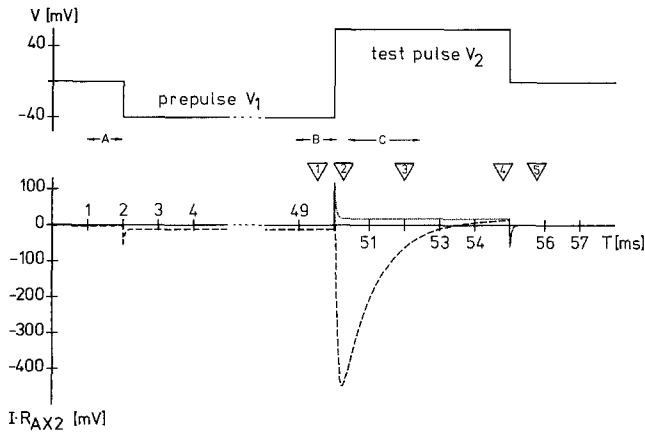 V [mV]
40
test pulse V2
prepulse V1
-40
A
B
C
1 2 3 4 5
100
1 2 3 4 49
0
51 53 54 56 57 T [ms]
-100
-200
-300
-400
I·RAX2 [mV]